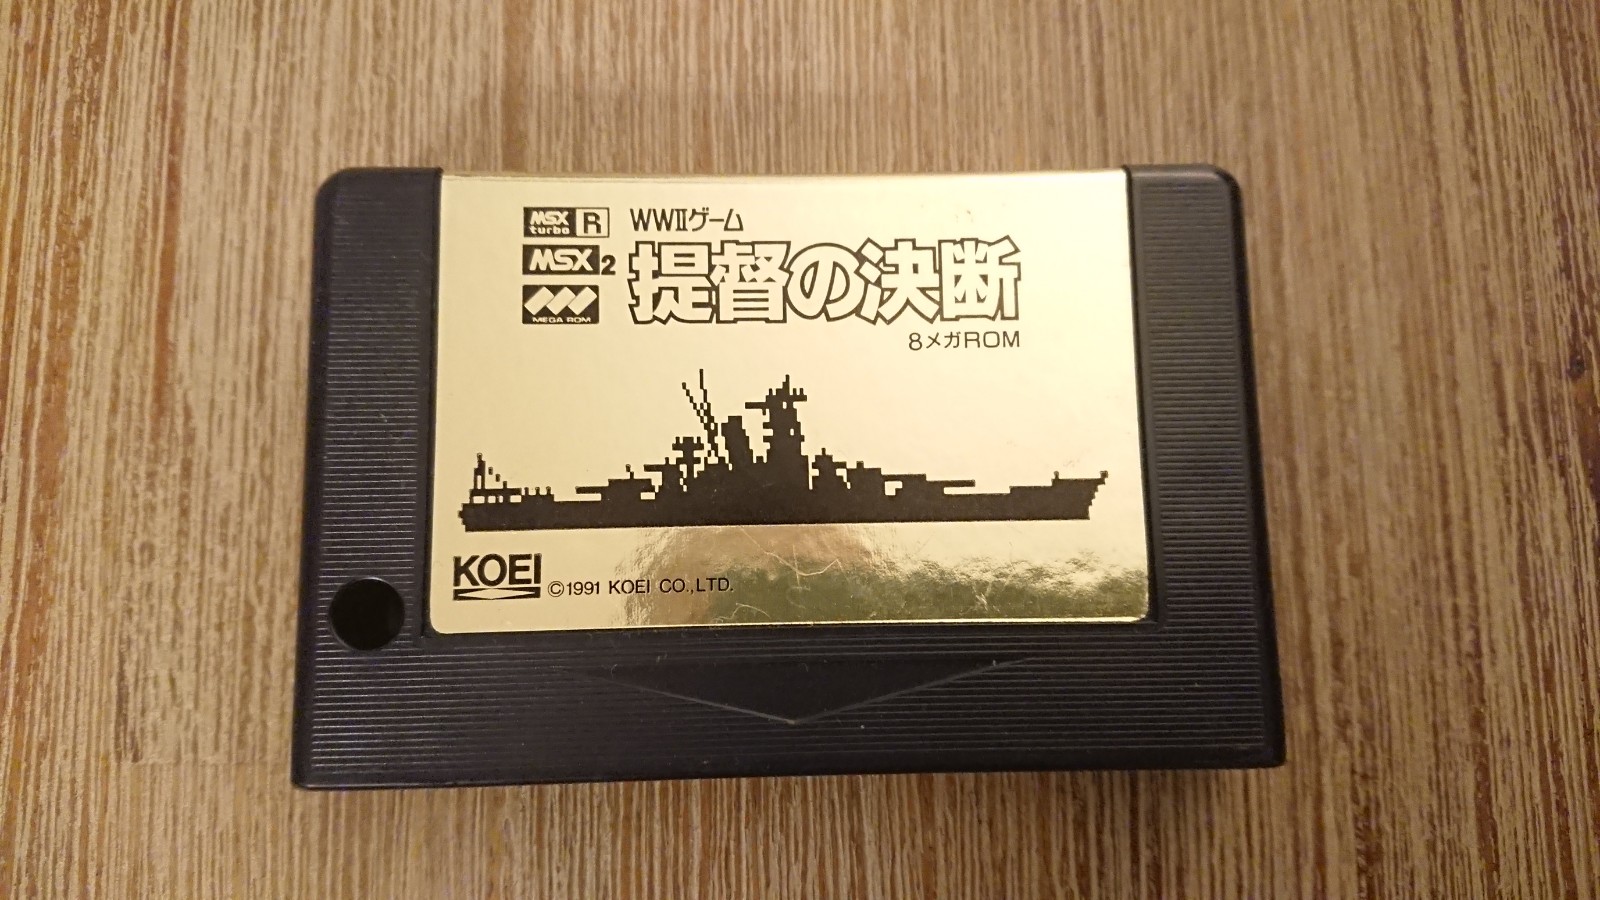 MSX turbo R
WWIIゲーム
MSX2
提督の決断
MEGA ROM
8メガROM
KOEI
©1991 KOEI CO.,LTD.